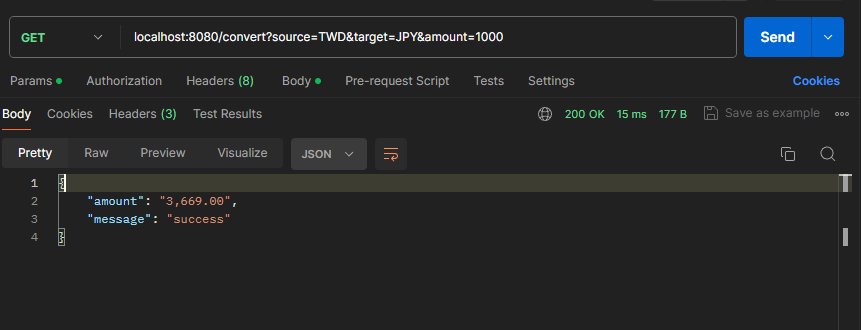 GET localhost:8080/convert?source=TWD&target=JPY&amount=1000 Send
Params Authorization Headers (8) Body Pre-request Script Tests Settings Cookies
Body Cookies Headers (3) Test Results 200 OK 15 ms 177 B Save as example
Pretty Raw Preview Visualize JSON
1 {
2 "amount": "3,669.00",
3 "message": "success"
4 }